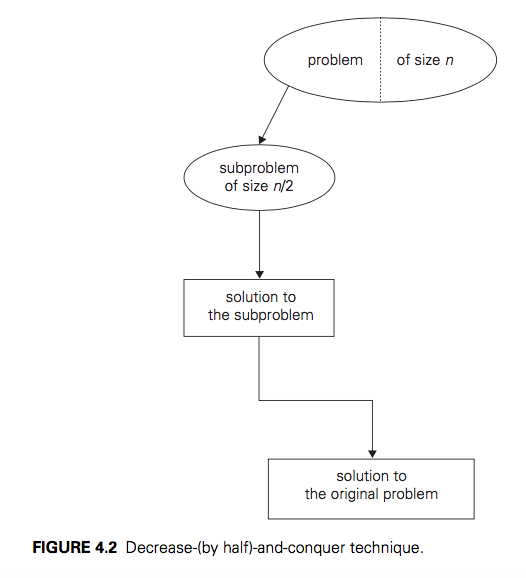 problem of size n
subproblem
of size n/2
solution to
the subproblem
solution to
the original problem
FIGURE 4.2 Decrease-(by half)-and-conquer technique.